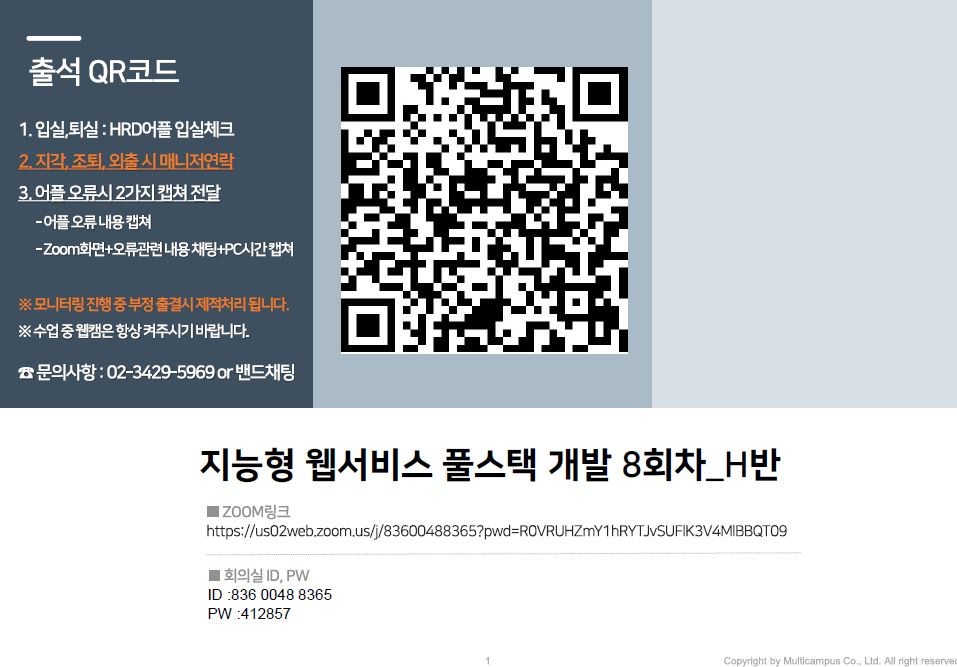 출석 QR코드
1. 입실,퇴실 : HRD어플 입실체크
2. 지각, 조퇴, 외출 시 매니저연락
3. 어플 오류시 2가지 캡쳐 전달
- 어플 오류 내용 캡쳐
- Zoom화면+오류관련 내용 채팅+PC시간 캡쳐
※ 모니터링 진행 중 부정 출결시 제적처리 됩니다.
※ 수업 중 웹캠은 항상 켜주시기 바랍니다.
☎ 문의사항 : 02-3429-5969 or 밴드채팅
지능형 웹서비스 풀스택 개발 8회차_H반
■ ZOOM링크
https://us02web.zoom.us/j/83600488365?pwd=R0VRUHZmY1hRYTJvSUFlK3V4MlBBQT09
■ 회의실 ID, PW
ID :836 0048 8365
PW :412857
1
Copyright by Multicampus Co., Ltd. All right reserved